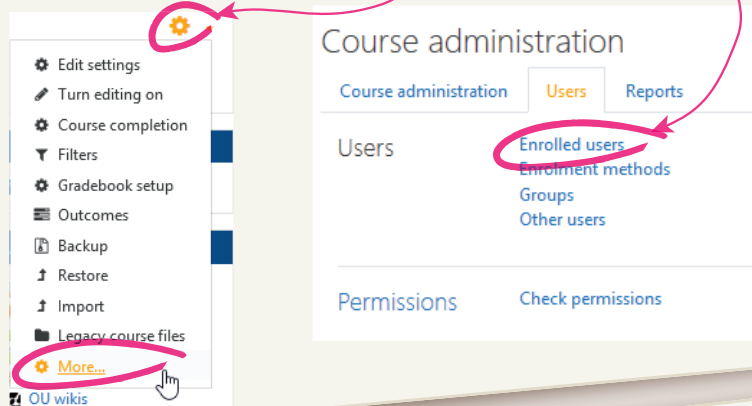 Edit settings
Turn editing on
Course completion
Filters
Gradebook setup
Outcomes
Backup
Restore
Import
Legacy course files
More...
OU wikis
Course administration
Course administration Users Reports
Users
Enrolled users
Enrolment methods
Groups
Other users
Permissions Check permissions